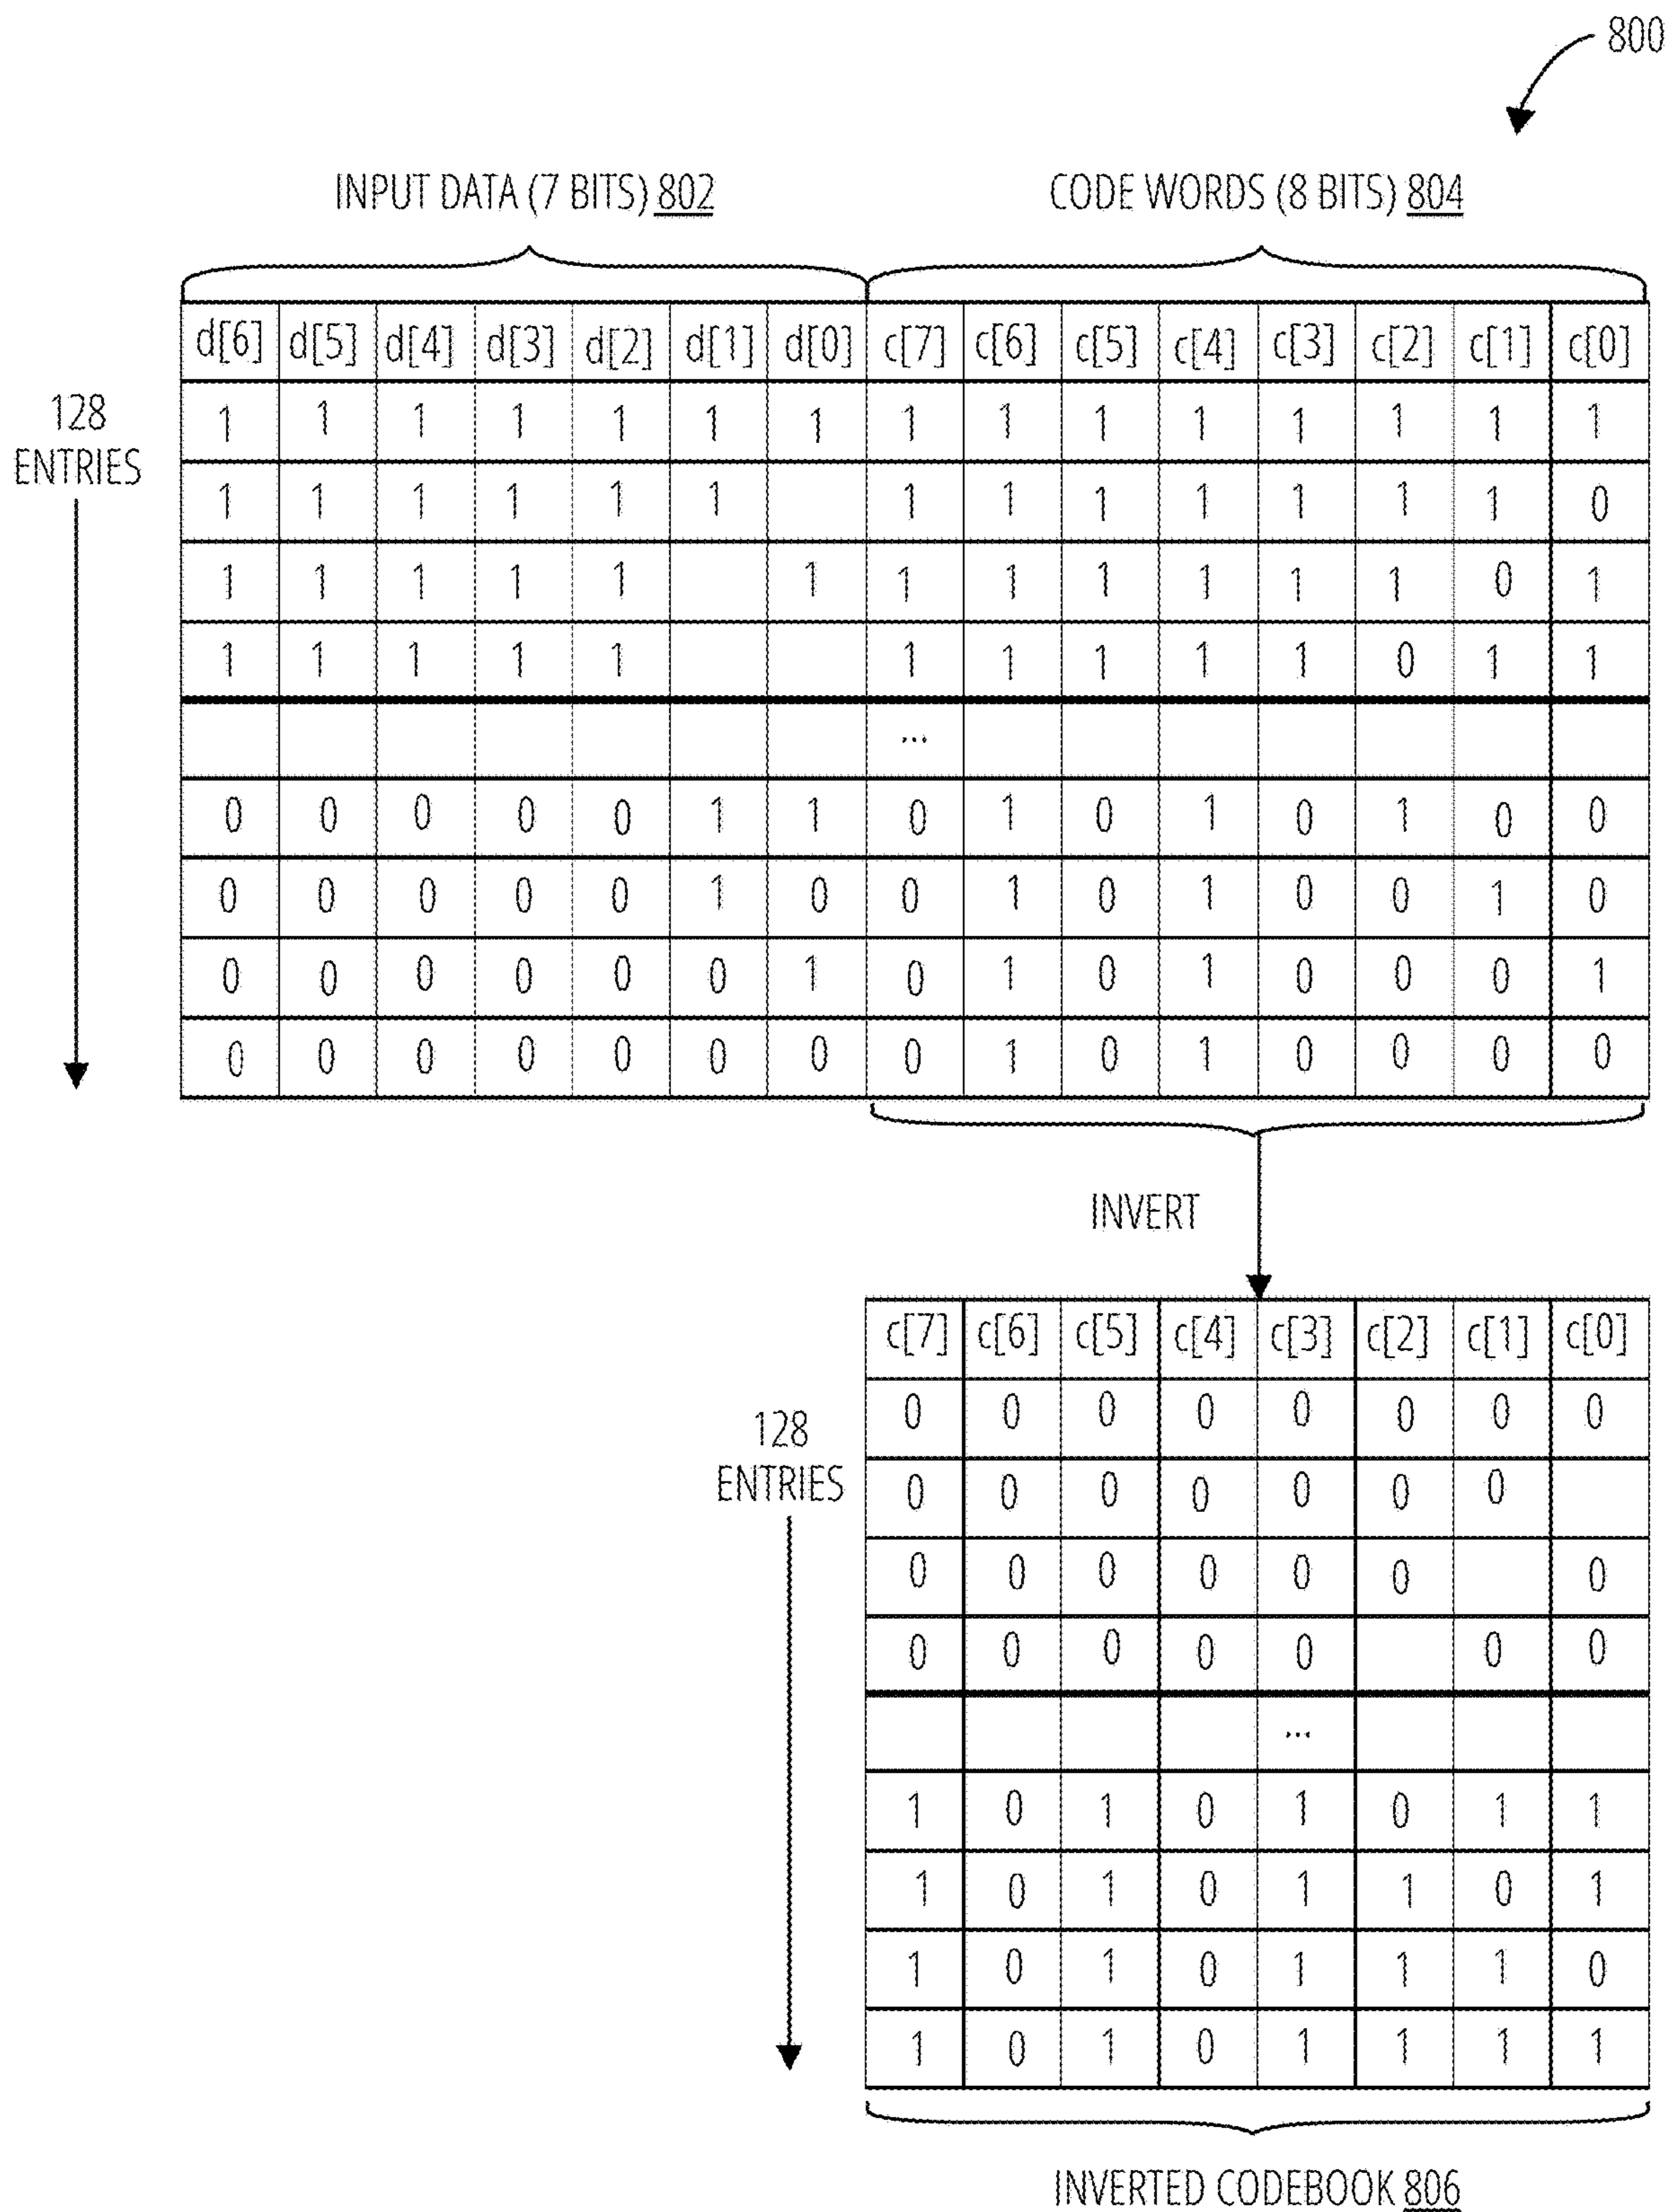 800
INPUT DATA (7 BITS) 802 CODE WORDS (8 BITS) 804
d[6] d[5] d[4] d[3] d[2] d[1] d[0] c[7] c[6] c[5] c[4] c[3] c[2] c[1] c[0]
128
ENTRIES
1 1 1 1 1 1 1 1 1 1 1 1 1 1 1
1 1 1 1 1 1 1 1 1 1 1 1 1 0
1 1 1 1 1 1 1 1 1 1 1 1 0 1
1 1 1 1 1 1 1 1 1 1 0 1 1
...
0 0 0 0 0 1 1 0 1 0 1 0 1 0 0
0 0 0 0 0 1 0 0 1 0 1 0 0 1 0
0 0 0 0 0 0 1 0 1 0 1 0 0 0 1
0 0 0 0 0 0 0 0 1 0 1 0 0 0 0
INVERT
c[7] c[6] c[5] c[4] c[3] c[2] c[1] c[0]
128
ENTRIES
0 0 0 0 0 0 0 0
0 0 0 0 0 0 0
0 0 0 0 0 0 0
0 0 0 0 0 0 0
...
1 0 1 0 1 0 1 1
1 0 1 0 1 1 0 1
1 0 1 0 1 1 1 0
1 0 1 0 1 1 1 1
INVERTED CODEBOOK 806